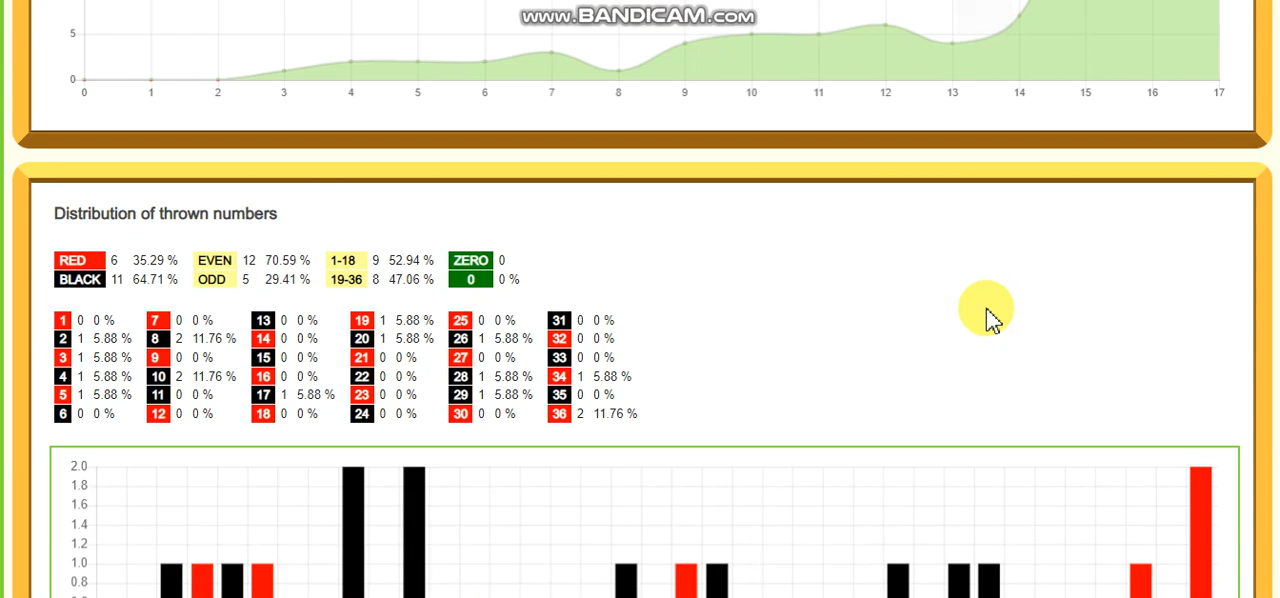 www.BANDICAM.com
5
0
0 1 2 3 4 5 6 7 8 9 10 11 12 13 14 15 16 17
Distribution of thrown numbers
RED 6 35.29 % EVEN 12 70.59 % 1-18 9 52.94 % ZERO 0
BLACK 11 64.71 % ODD 5 29.41 % 19-36 8 47.06 % 0 0 %
1 0 0 % 7 0 0 % 13 0 0 % 19 1 5.88 % 25 0 0 % 31 0 0 %
2 1 5.88 % 8 2 11.76 % 14 0 0 % 20 1 5.88 % 26 1 5.88 % 32 0 0 %
3 1 5.88 % 9 0 0 % 15 0 0 % 21 0 0 % 27 0 0 % 33 0 0 %
4 1 5.88 % 10 2 11.76 % 16 0 0 % 22 0 0 % 28 1 5.88 % 34 1 5.88 %
5 1 5.88 % 11 0 0 % 17 1 5.88 % 23 0 0 % 29 1 5.88 % 35 0 0 %
6 0 0 % 12 0 0 % 18 0 0 % 24 0 0 % 30 0 0 % 36 2 11.76 %
2.0
1.8
1.6
1.4
1.2
1.0
0.8